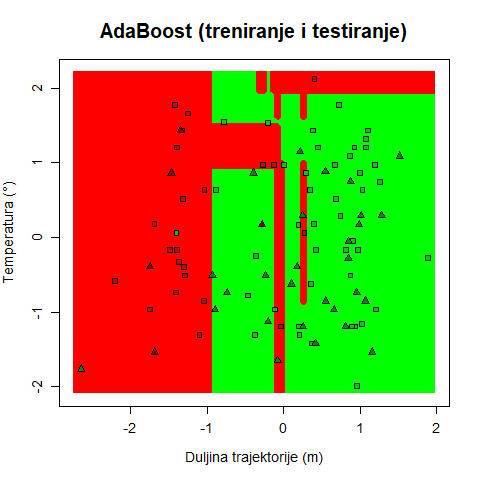 AdaBoost (treniranje i testiranje)
Temperatura (°)
2
1
0
-1
-2
-2 -1 0 1 2
Duljina trajektorije (m)